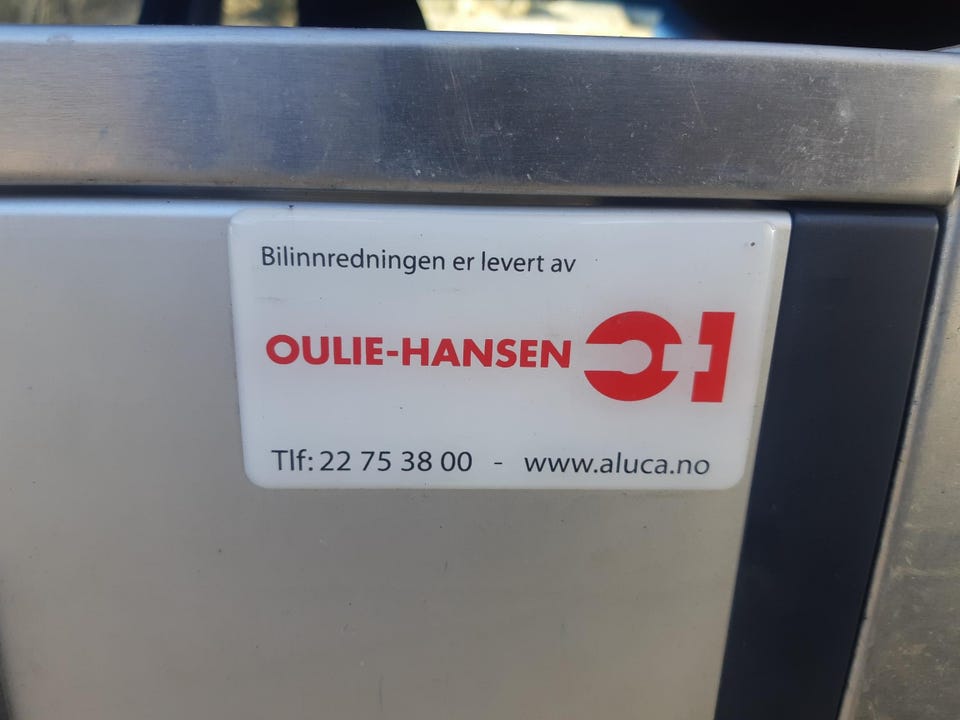 Bilinnredningen er levert av
OULIE-HANSEN
Tlf: 22 75 38 00 - www.aluca.no